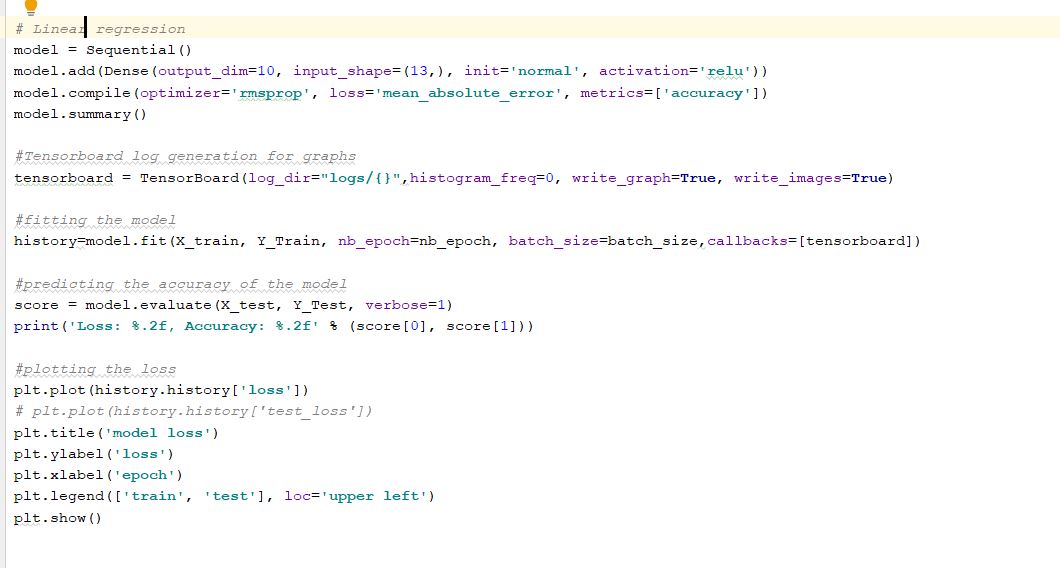 # Linear regression
model = Sequential()
model.add(Dense(output_dim=10, input_shape=(13,), init='normal', activation='relu'))
model.compile(optimizer='rmsprop', loss='mean_absolute_error', metrics=['accuracy'])
model.summary()
#Tensorboard log generation for graphs
tensorboard = TensorBoard(log_dir="logs/{}",histogram_freq=0, write_graph=True, write_images=True)
#fitting the model
history=model.fit(X_train, Y_Train, nb_epoch=nb_epoch, batch_size=batch_size,callbacks=[tensorboard])
#predicting the accuracy of the model
score = model.evaluate(X_test, Y_Test, verbose=1)
print('Loss: %.2f, Accuracy: %.2f' % (score[0], score[1]))
#plotting the loss
plt.plot(history.history['loss'])
# plt.plot(history.history['test_loss'])
plt.title('model loss')
plt.ylabel('loss')
plt.xlabel('epoch')
plt.legend(['train', 'test'], loc='upper left')
plt.show()